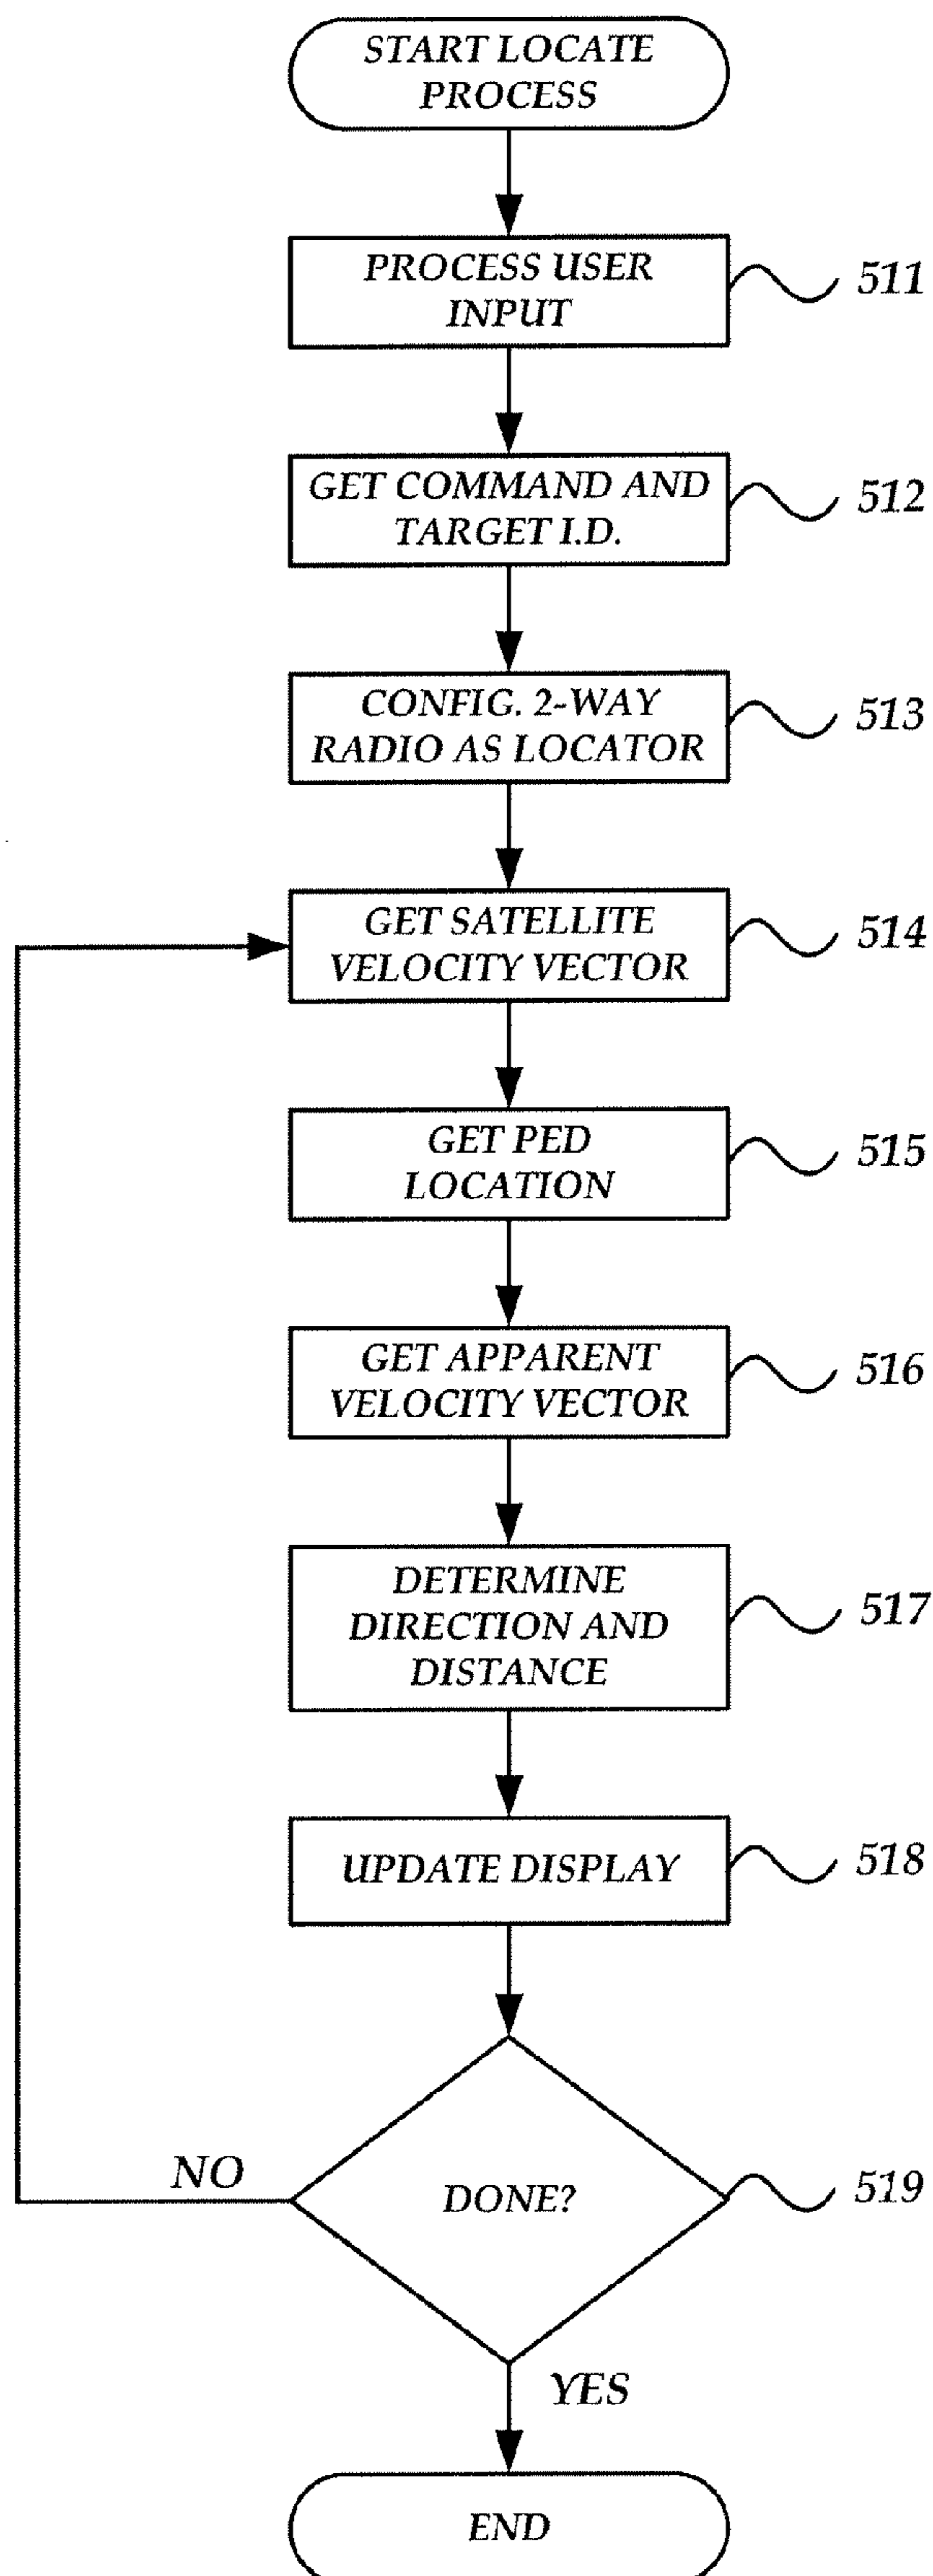 START LOCATE
PROCESS
PROCESS USER
INPUT
511
GET COMMAND AND
TARGET I.D.
512
CONFIG. 2-WAY
RADIO AS LOCATOR
513
GET SATELLITE
VELOCITY VECTOR
514
GET PED
LOCATION
515
GET APPARENT
VELOCITY VECTOR
516
DETERMINE
DIRECTION AND
DISTANCE
517
UPDATE DISPLAY
518
DONE?
519
NO
YES
END